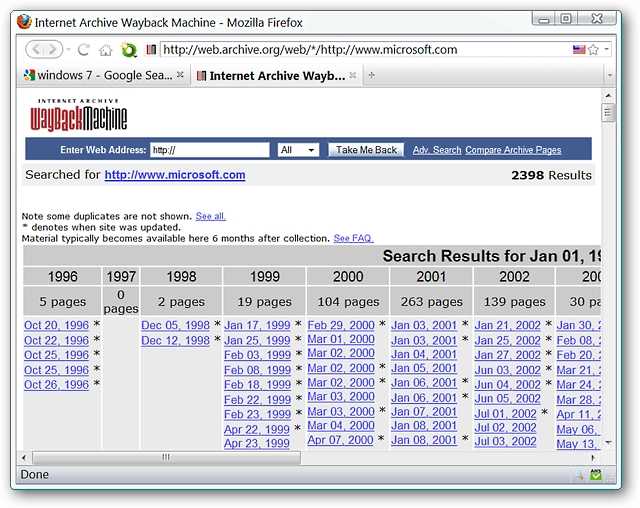 Internet Archive Wayback Machine - Mozilla Firefox
http://web.archive.org/web/*/http://www.microsoft.com
windows 7 - Google Sea...
Internet Archive Wayb...
INTERNET ARCHIVE
WayBackMachine
Enter Web Address: http:// All Take Me Back Adv. Search Compare Archive Pages
Searched for http://www.microsoft.com 2398 Results
Note some duplicates are not shown. See all.
* denotes when site was updated.
Material typically becomes available here 6 months after collection. See FAQ.
Search Results for Jan 01, 19
1996 1997 1998 1999 2000 2001 2002 200
5 pages 0 pages 2 pages 19 pages 104 pages 263 pages 139 pages 30 pa
Oct 20, 1996 * Dec 05, 1998 * Jan 17, 1999 * Feb 29, 2000 * Jan 03, 2001 * Jan 21, 2002 * Jan 30, 2
Oct 22, 1996 * Dec 12, 1998 * Jan 25, 1999 * Mar 01, 2000 Jan 03, 2001 * Jan 25, 2002 * Feb 08, 2
Oct 25, 1996 * Feb 03, 1999 * Mar 02, 2000 Jan 04, 2001 Jan 27, 2002 * Feb 20, 2
Oct 25, 1996 * Feb 08, 1999 * Mar 02, 2000 * Jan 05, 2001 * Jun 03, 2002 * Mar 21, 2
Oct 26, 1996 * Feb 18, 1999 * Mar 02, 2000 * Jan 06, 2001 * Jun 04, 2002 * Mar 24, 2
Feb 22, 1999 * Mar 03, 2000 * Jan 06, 2001 * Jun 05, 2002 Mar 28, 2
Feb 23, 1999 * Mar 03, 2000 * Jan 07, 2001 Jul 01, 2002 * Apr 11, 2
Apr 22, 1999 * Mar 04, 2000 Jan 08, 2001 Jul 02, 2002 May 06,
Apr 23, 1999 Apr 07, 2000 * Jan 08, 2001 * Jul 03, 2002 May 13,
Done